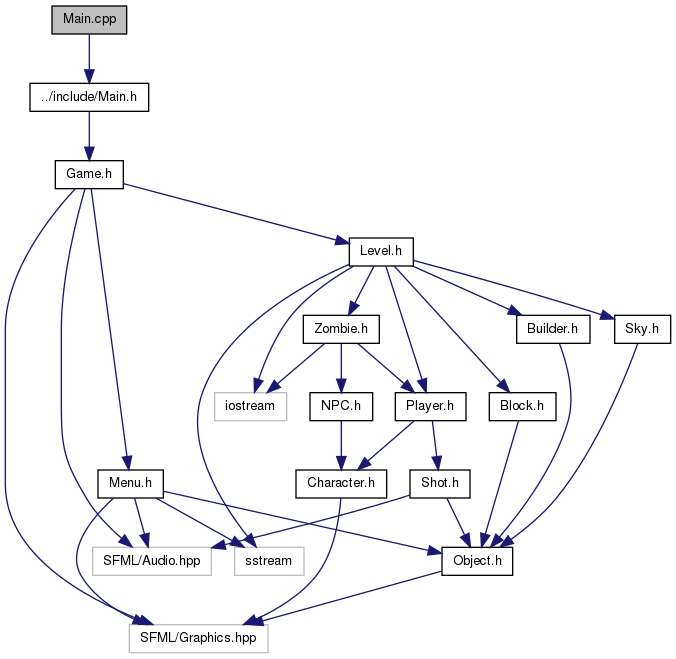 Main.cpp
../include/Main.h
Game.h
Level.h
Zombie.h
Builder.h
Sky.h
iostream
NPC.h
Player.h
Block.h
Menu.h
Character.h
Shot.h
SFML/Audio.hpp
sstream
Object.h
SFML/Graphics.hpp